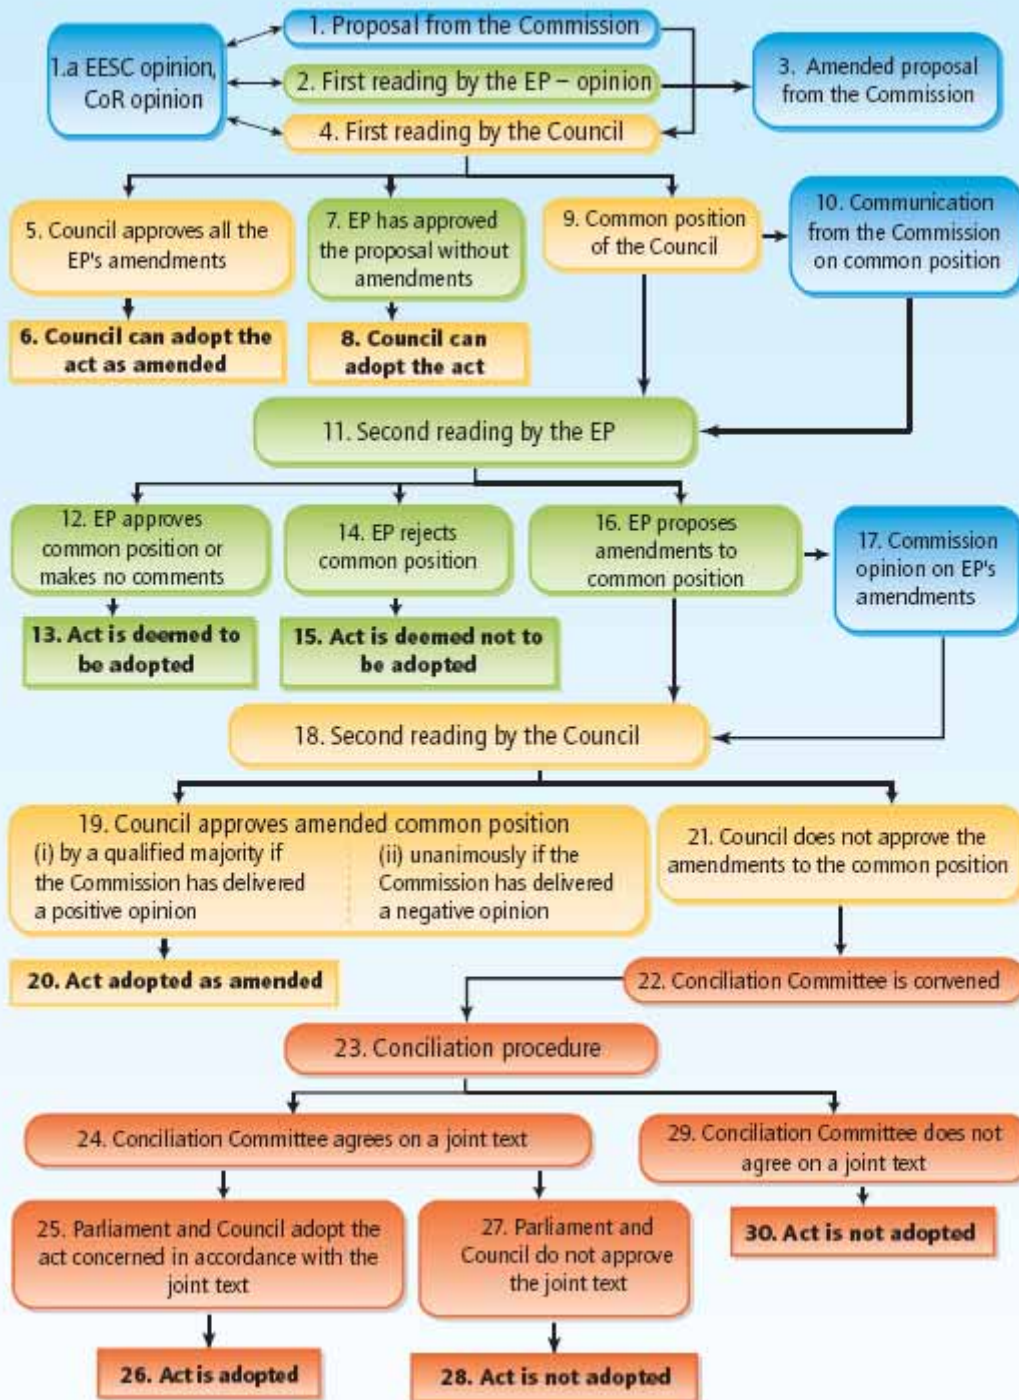 1. Proposal from the Commission
1.a EESC opinion,
CoR opinion
2. First reading by the EP – opinion
3. Amended proposal
from the Commission
4. First reading by the Council
5. Council approves all the
EP's amendments
6. Council can adopt the
act as amended
7. EP has approved
the proposal without
amendments
8. Council can
adopt the act
9. Common position
of the Council
10. Communication
from the Commission
on common position
11. Second reading by the EP
12. EP approves
common position or
makes no comments
13. Act is deemed to
be adopted
14. EP rejects
common position
15. Act is deemed not to
be adopted
16. EP proposes
amendments to
common position
17. Commission
opinion on EP's
amendments
18. Second reading by the Council
19. Council approves amended common position
(i) by a qualified majority if
the Commission has delivered
a positive opinion
(ii) unanimously if the
Commission has delivered
a negative opinion
20. Act adopted as amended
21. Council does not approve the
amendments to the common position
22. Conciliation Committee is convened
23. Conciliation procedure
24. Conciliation Committee agrees on a joint text
25. Parliament and Council adopt the
act concerned in accordance with the
joint text
26. Act is adopted
27. Parliament and
Council do not approve
the joint text
28. Act is not adopted
29. Conciliation Committee does not
agree on a joint text
30. Act is not adopted